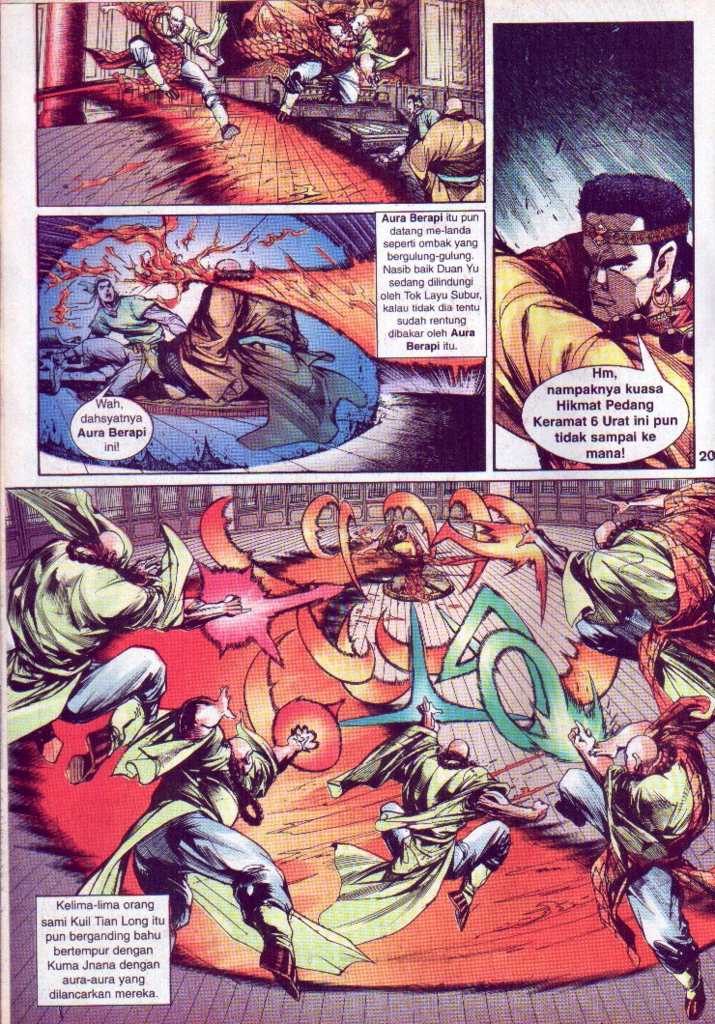 Aura Berapi itu pun
datang me-landa
seperti ombak yang
bergulung-gulung.
Nasib baik Duan Yu
sedang dilindungi
oleh Tok Layu Subur,
kalau tidak dia tentu
sudah rentung
dibakar oleh Aura
Berapi itu.
Wah,
dahsyatnya
Aura Berapi
ini!
Hm,
nampaknya kuasa
Hikmat Pedang
Keramat 6 Urat ini pun
tidak sampai ke
mana!
20
Kelima-lima orang
sami Kuil Tian Long itu
pun berganding bahu
bertempur dengan
Kuma Jnana dengan
aura-aura yang
dilancarkan mereka.